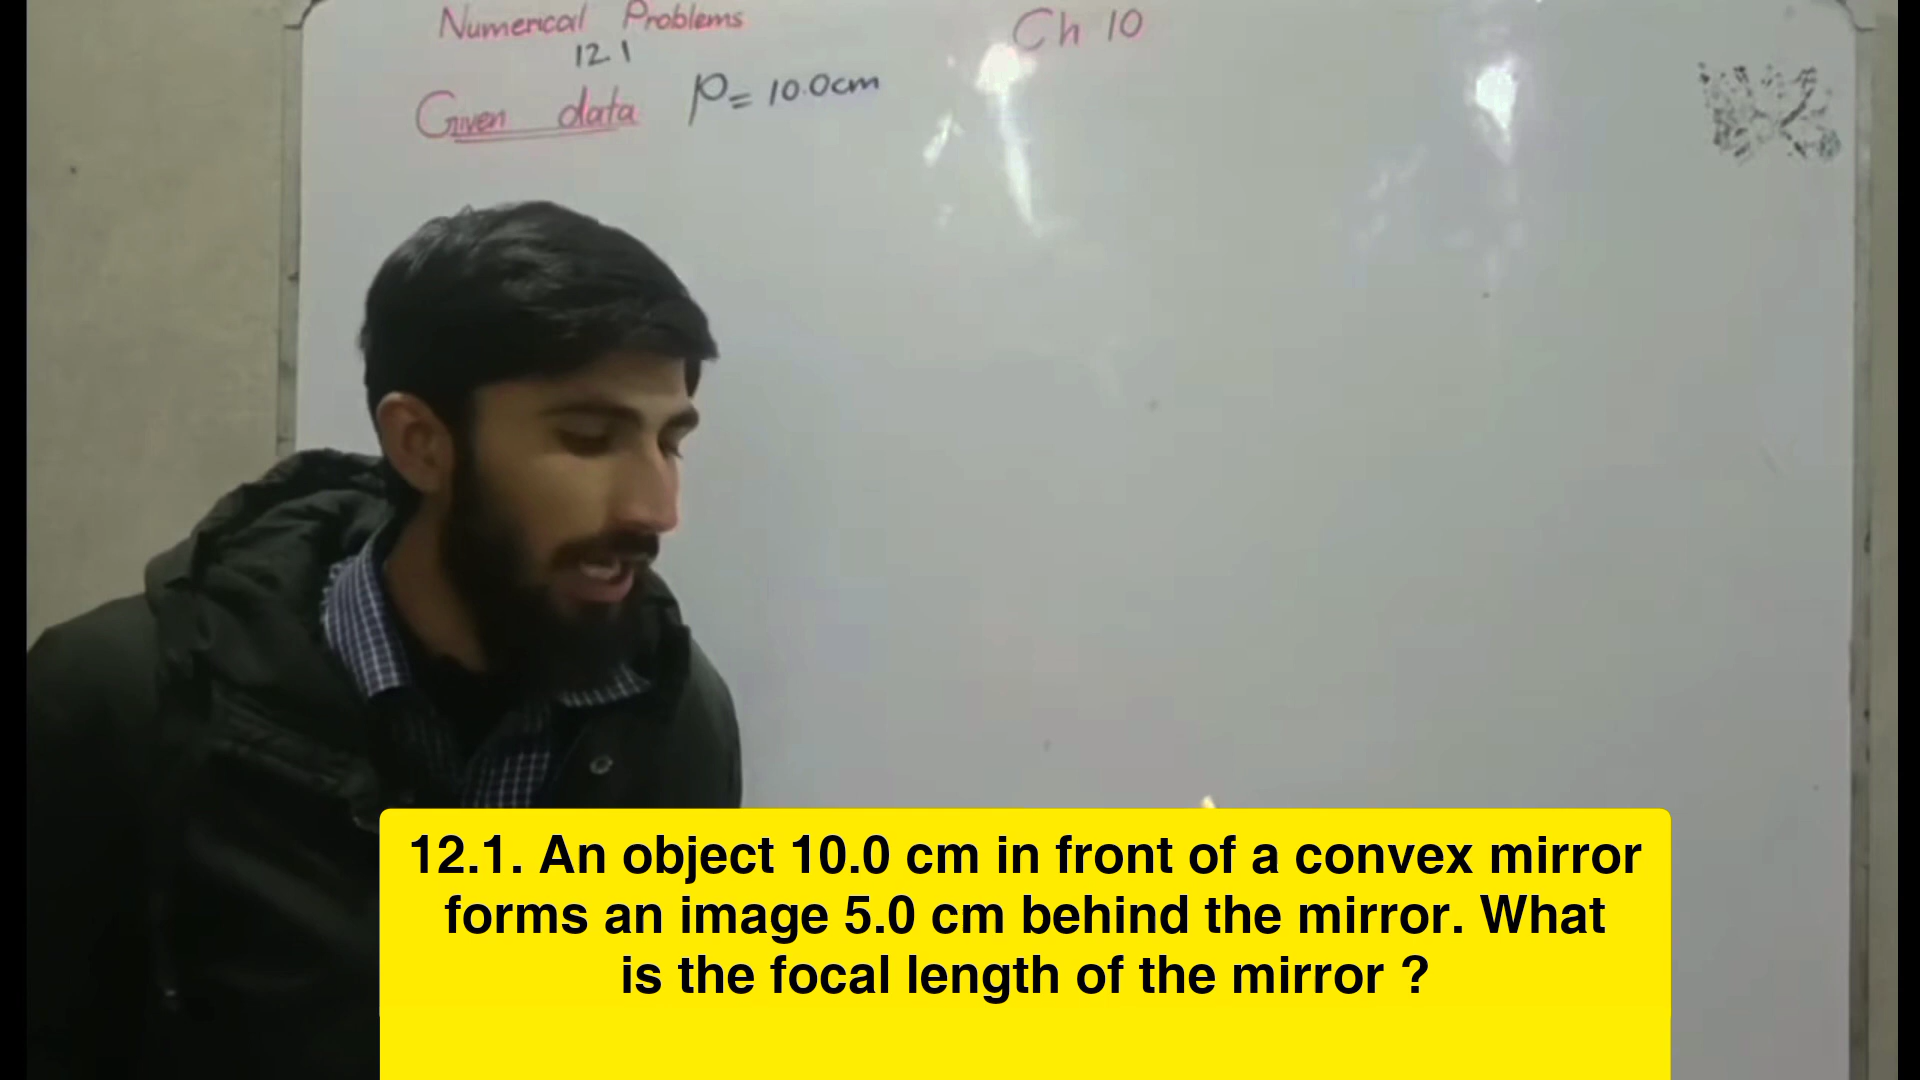 Numerical Problems
Ch 10
12.1
Given data p = 10.0cm
12.1. An object 10.0 cm in front of a convex mirror
forms an image 5.0 cm behind the mirror. What
is the focal length of the mirror ?